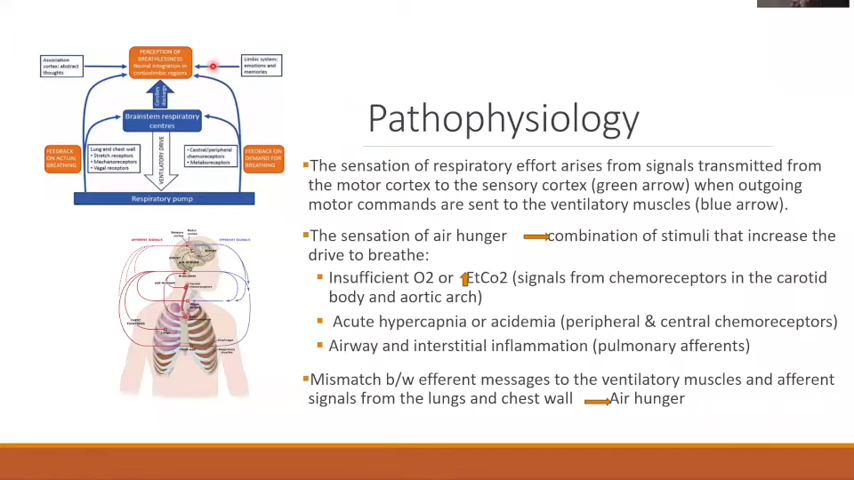 PERCEPTION OF
BREATHLESSNESS
Neural integration in
corticolimbic regions
Association
cortex: abstract
thoughts
Limbic system:
emotions and
memories
Brainstem respiratory
centres
FEEDBACK
ON ACTUAL
BREATHING
Lung and chest wall
• Stretch receptors
• Mechanoreceptors
• Vagal receptors
VENTILATORY DRIVE
• Central/peripheral
chemoreceptors
• Metaboreceptors
FEEDBACK ON
DEMAND FOR
BREATHING
Respiratory pump
Pathophysiology
▪The sensation of respiratory effort arises from signals transmitted from
the motor cortex to the sensory cortex (green arrow) when outgoing
motor commands are sent to the ventilatory muscles (blue arrow).
▪The sensation of air hunger combination of stimuli that increase the
drive to breathe:
▪ Insufficient O2 or EtCo2 (signals from chemoreceptors in the carotid
body and aortic arch)
▪ Acute hypercapnia or acidemia (peripheral & central chemoreceptors)
▪ Airway and interstitial inflammation (pulmonary afferents)
▪Mismatch b/w efferent messages to the ventilatory muscles and afferent
signals from the lungs and chest wall Air hunger